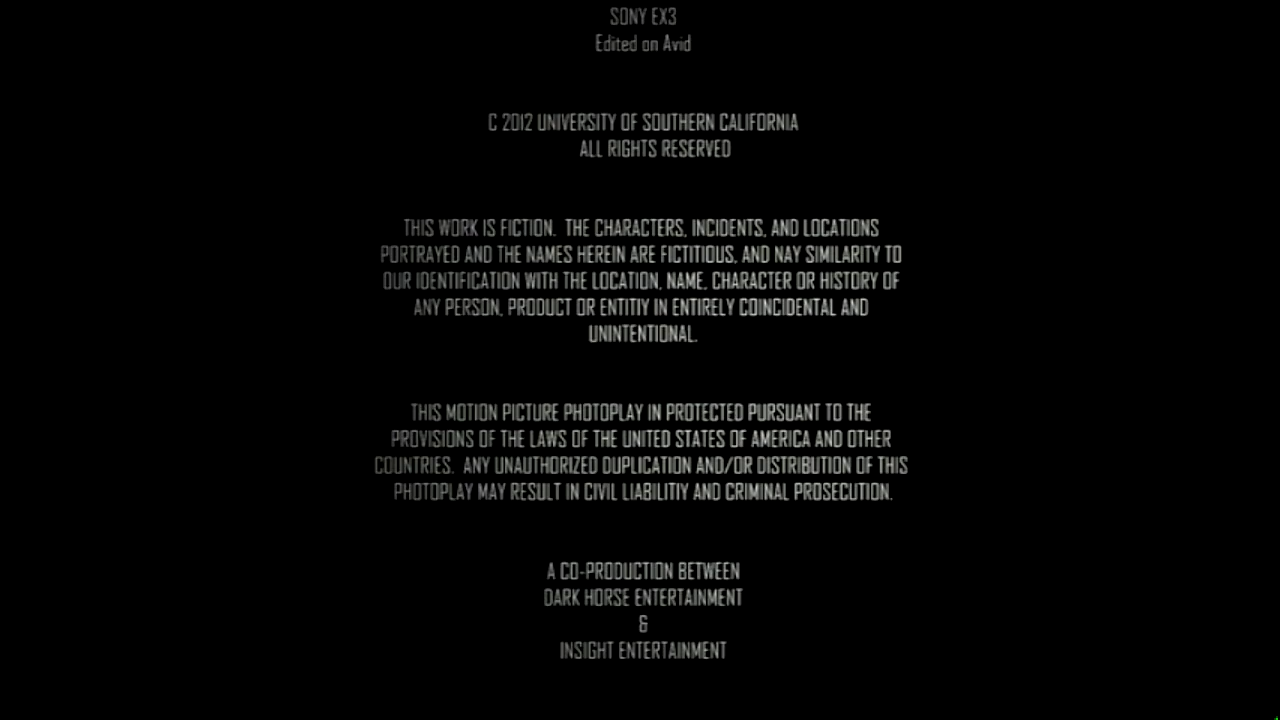 SONY EX3
Edited on Avid
C 2012 UNIVERSITY OF SOUTHERN CALIFORNIA
ALL RIGHTS RESERVED
THIS WORK IS FICTION. THE CHARACTERS, INCIDENTS, AND LOCATIONS
PORTRAYED AND THE NAMES HEREIN ARE FICTITIOUS, AND NAY SIMILARITY TO
OUR IDENTIFICATION WITH THE LOCATION, NAME, CHARACTER OR HISTORY OF
ANY PERSON, PRODUCT OR ENTITIY IN ENTIRELY COINCIDENTAL AND
UNINTENTIONAL.
THIS MOTION PICTURE PHOTOPLAY IN PROTECTED PURSUANT TO THE
PROVISIONS OF THE LAWS OF THE UNITED STATES OF AMERICA AND OTHER
COUNTRIES. ANY UNAUTHORIZED DUPLICATION AND/OR DISTRIBUTION OF THIS
PHOTOPLAY MAY RESULT IN CIVIL LIABILITIY AND CRIMINAL PROSECUTION.
A CO-PRODUCTION BETWEEN
DARK HORSE ENTERTAINMENT
&
INSIGHT ENTERTAINMENT